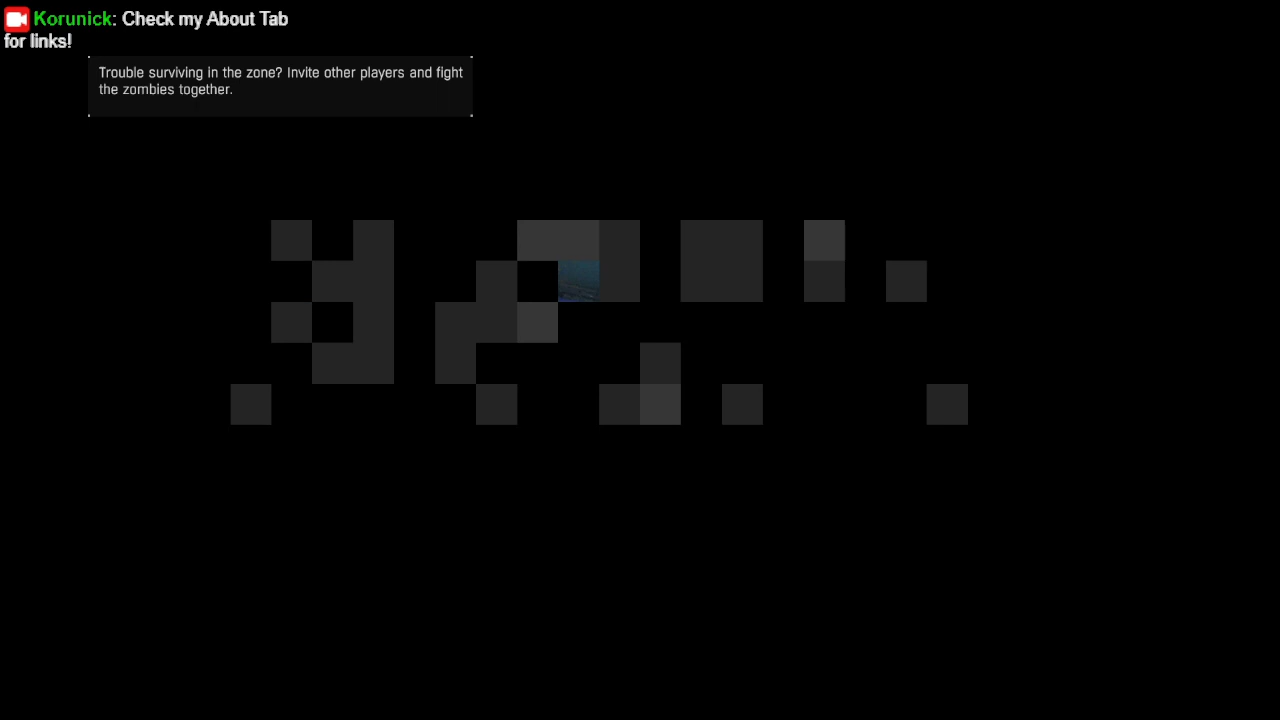 Korunick: Check my About Tab
for links!
Trouble surviving in the zone? Invite other players and fight
the zombies together.